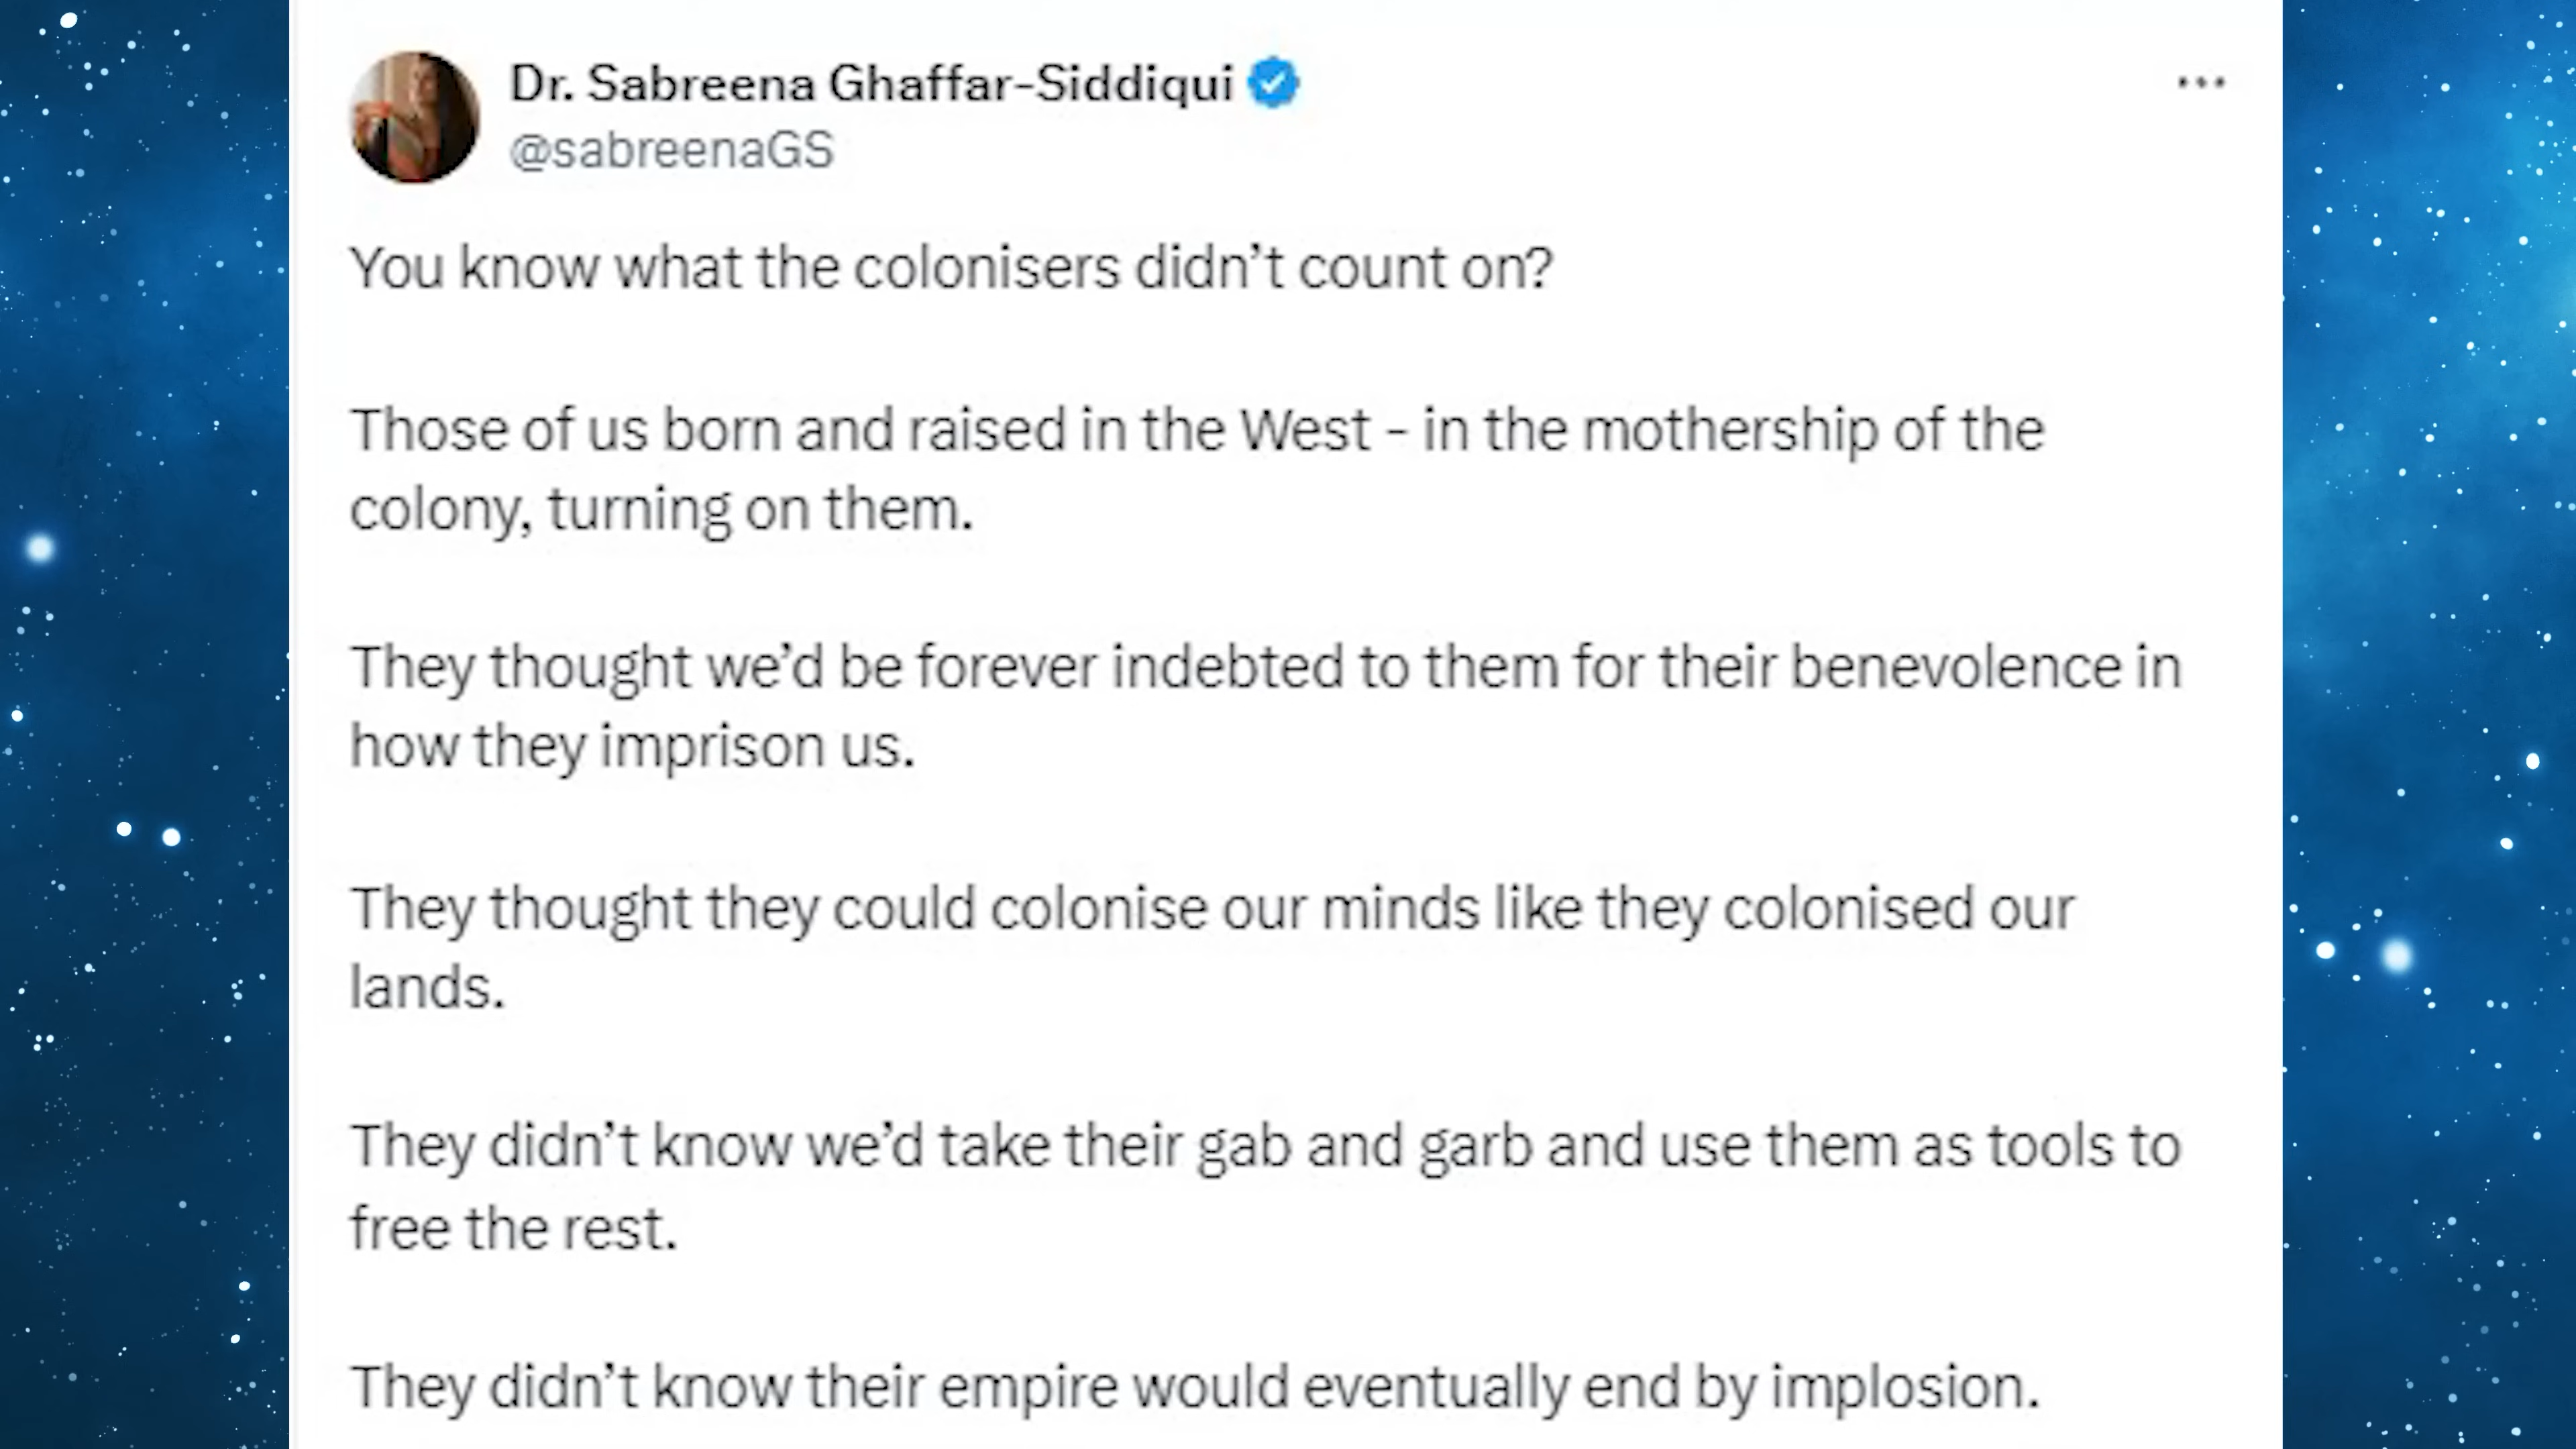 Dr. Sabreena Ghaffar-Siddiqui
@sabreenaGS
You know what the colonisers didn’t count on?
Those of us born and raised in the West - in the mothership of the
colony, turning on them.
They thought we’d be forever indebted to them for their benevolence in
how they imprison us.
They thought they could colonise our minds like they colonised our
lands.
They didn’t know we’d take their gab and garb and use them as tools to
free the rest.
They didn’t know their empire would eventually end by implosion.